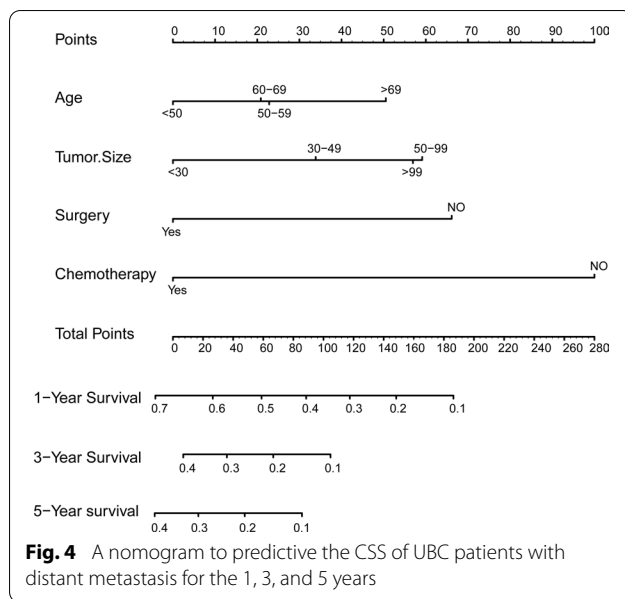 Points 0 10 20 30 40 50 60 70 80 90 100
60−69 >69
Age
<50 50−59
30−49 50−99
Tumor.Size
<30 >99
NO
Surgery
Yes
NO
Chemotherapy
Yes
Total Points
0 20 40 60 80 100 120 140 160 180 200 220 240 260 280
1−Year Survival
0.7 0.6 0.5 0.4 0.3 0.2 0.1
3−Year Survival
0.4 0.3 0.2 0.1
5−Year survival
0.4 0.3 0.2 0.1
Fig. 4 A nomogram to predictive the CSS of UBC patients with
distant metastasis for the 1, 3, and 5 years